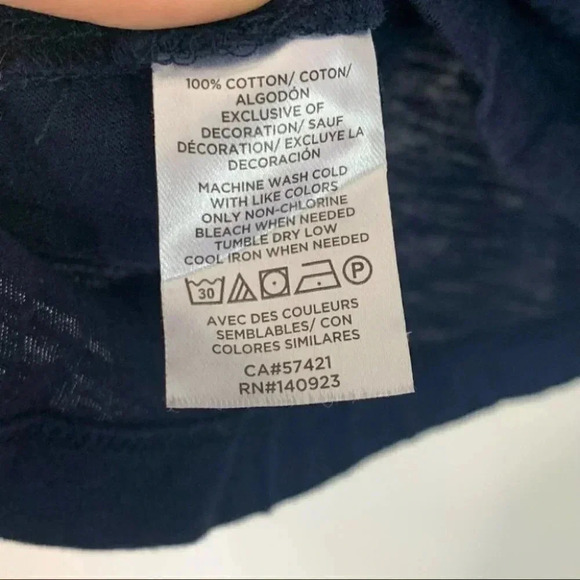 100% COTTON/ COTON/
ALGODÓN
EXCLUSIVE OF
DECORATION/ SAUF
DÉCORATION/ EXCLUYE LA
DECORACIÓN
MACHINE WASH COLD
WITH LIKE COLORS
ONLY NON-CHLORINE
BLEACH WHEN NEEDED
TUMBLE DRY LOW
COOL IRON WHEN NEEDED
30 P
AVEC DES COULEURS
SEMBLABLES/ CON
COLORES SIMILARES
CA#57421
RN#140923